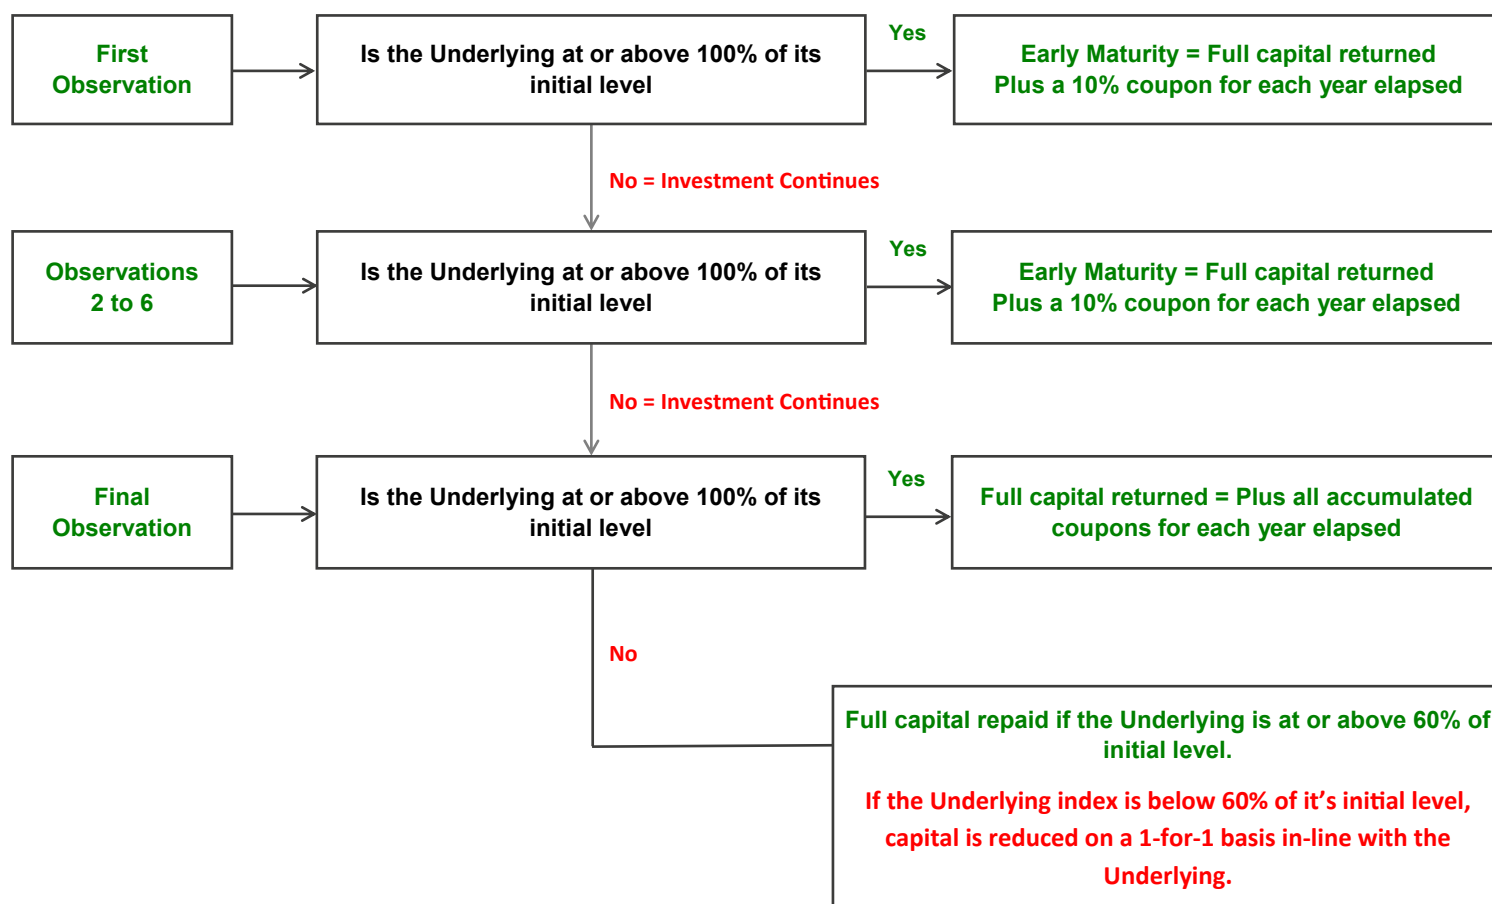 First
Observation
Is the Underlying at or above 100% of its
initial level
Yes
Early Maturity = Full capital returned
Plus a 10% coupon for each year elapsed
No = Investment Continues
Observations
2 to 6
Is the Underlying at or above 100% of its
initial level
Yes
Early Maturity = Full capital returned
Plus a 10% coupon for each year elapsed
No = Investment Continues
Final
Observation
Is the Underlying at or above 100% of its
initial level
Yes
Full capital returned = Plus all accumulated
coupons for each year elapsed
No
Full capital repaid if the Underlying is at or above 60% of
initial level.
If the Underlying index is below 60% of it’s initial level,
capital is reduced on a 1-for-1 basis in-line with the
Underlying.